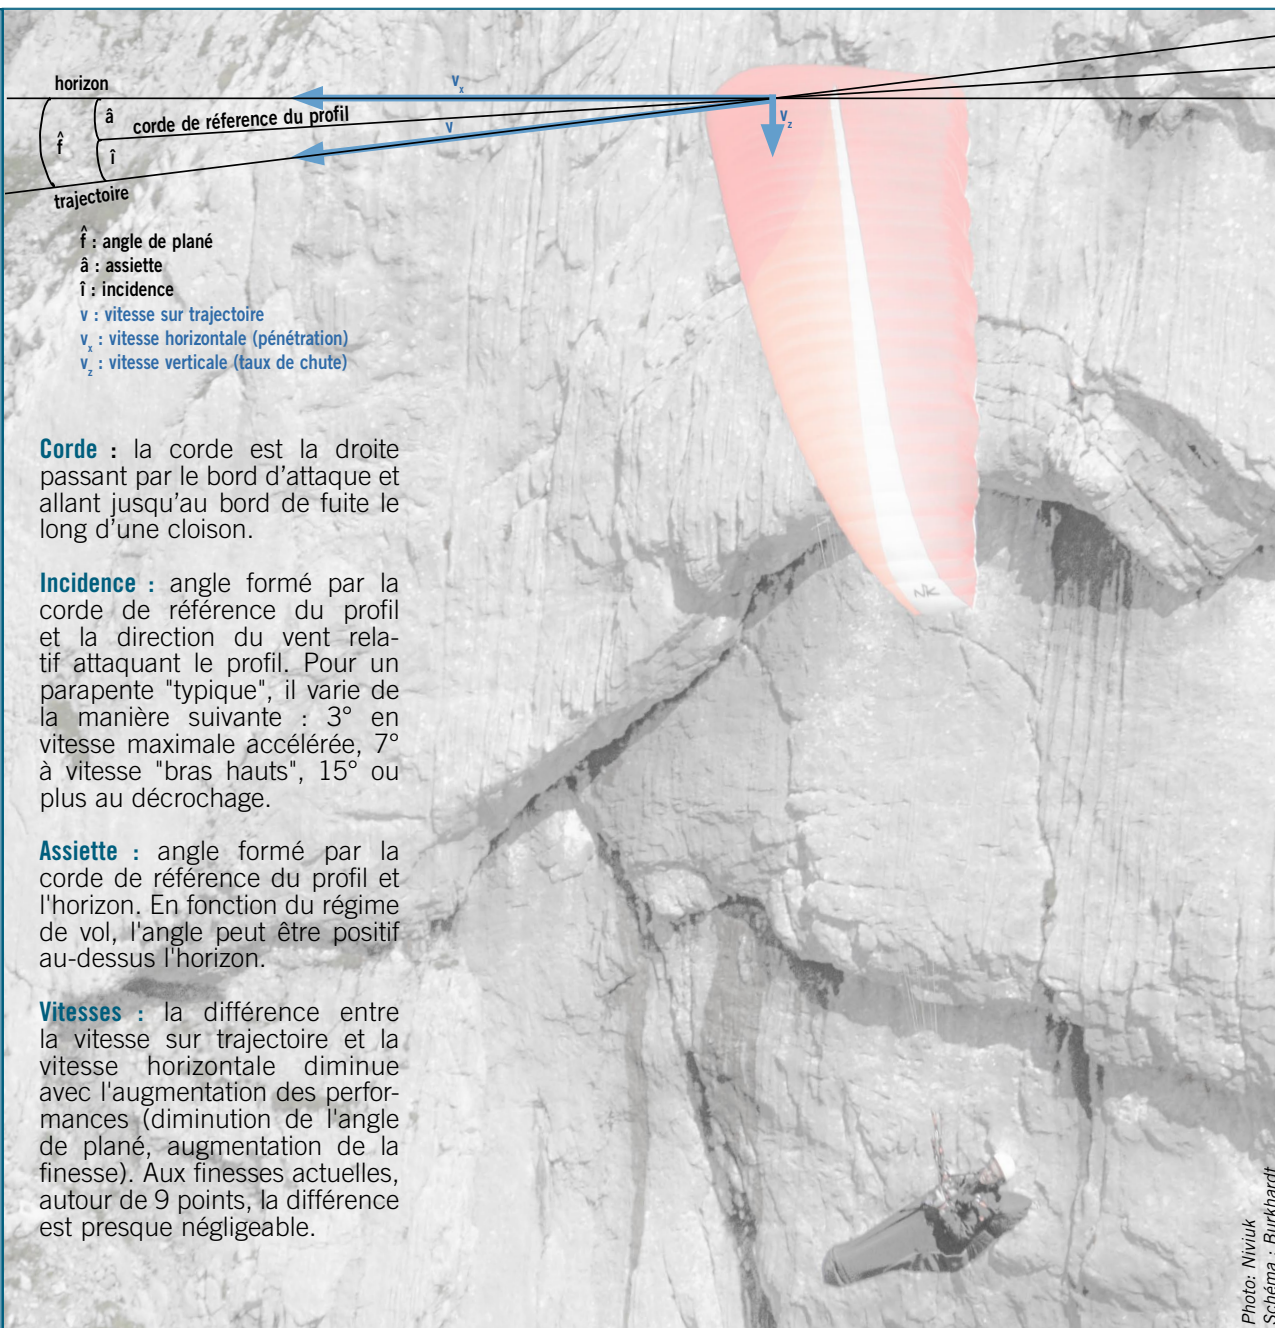 horizon
vx
â
corde de réference du profil
vz
v
f̂
î
trajectoire
f̂ : angle de plané
â : assiette
î : incidence
v : vitesse sur trajectoire
vx : vitesse horizontale (pénétration)
vz : vitesse verticale (taux de chute)
Corde : la corde est la droite
passant par le bord d’attaque et
allant jusqu’au bord de fuite le
long d’une cloison.
Incidence : angle formé par la
corde de référence du profil
et la direction du vent rela-
tif attaquant le profil. Pour un
parapente "typique", il varie de
la manière suivante : 3° en
vitesse maximale accélérée, 7°
à vitesse "bras hauts", 15° ou
plus au décrochage.
Assiette : angle formé par la
corde de référence du profil et
l'horizon. En fonction du régime
de vol, l'angle peut être positif
au-dessus l'horizon.
Vitesses : la différence entre
la vitesse sur trajectoire et la
vitesse horizontale diminue
avec l'augmentation des perfor-
mances (diminution de l'angle
de plané, augmentation de la
finesse). Aux finesses actuelles,
autour de 9 points, la différence
est presque négligeable.
NK
Photo: Niviuk
Schéma : Burkhardt